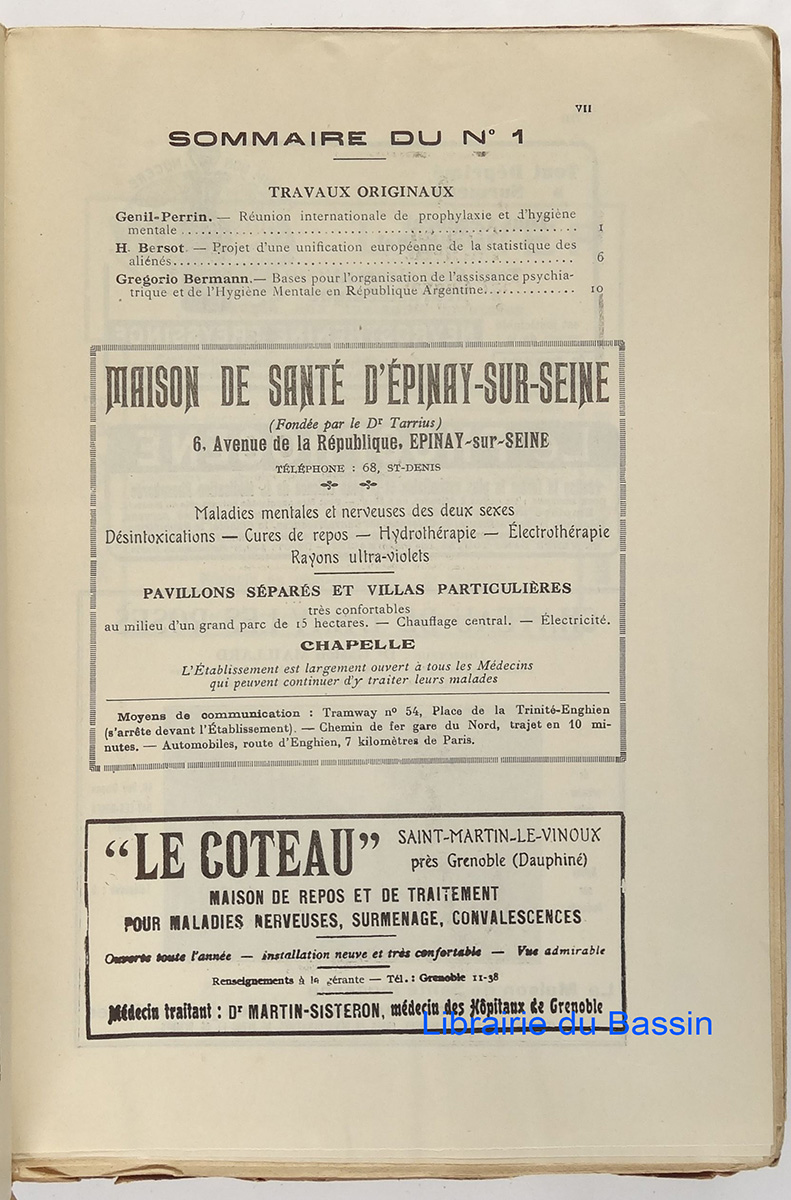 VII
SOMMAIRE DU Nº 1
TRAVAUX ORIGINAUX
Genil-Perrin. — Réunion internationale de prophylaxie et d'hygiène
mentale ................................................ 1
H. Bersot. — Projet d'une unification européenne de la statistique des
aliénés................................................ 6
Gregorio Bermann.— Bases pour l'organisation de l'assissance psychia-
trique et de l'Hygiène Mentale en République Argentine............. 10
MAISON DE SANTÉ D'ÉPINAY-SUR-SEINE
(Fondée par le Dr Tarrius)
6, Avenue de la République, EPINAY-sur-SEINE
TÉLÉPHONE : 68, ST-DENIS
Maladies mentales et nerveuses des deux sexes
Désintoxications — Cures de repos — Hydrothérapie — Électrothérapie
Rayons ultra-violets
PAVILLONS SÉPARÉS ET VILLAS PARTICULIÈRES
très confortables
au milieu d'un grand parc de 15 hectares. — Chauffage central. — Électricité.
CHAPELLE
L'Établissement est largement ouvert à tous les Médecins
qui peuvent continuer d'y traiter leurs malades
Moyens de communication : Tramway nº 54, Place de la Trinité-Enghien
(s'arrête devant l'Établissement). — Chemin de fer gare du Nord, trajet en 10 mi-
nutes. — Automobiles, route d'Enghien, 7 kilomètres de Paris.
"LE COTEAU" SAINT-MARTIN-LE-VINOUX
près Grenoble (Dauphiné)
MAISON DE REPOS ET DE TRAITEMENT
POUR MALADIES NERVEUSES, SURMENAGE, CONVALESCENCES
Ouverte toute l'année — installation neuve et très confortable — Vue admirable
Renseignements à la gérante — Tél. : Grenoble 11-38
Médecin traitant : Dr MARTIN-SISTERON, médecin des Hôpitaux de Grenoble
Librairie du Bassin